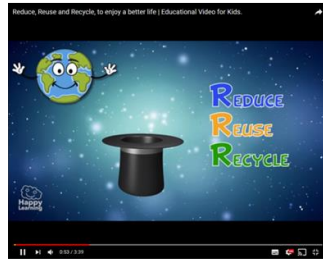 Reduce, Reuse and Recycle, to enjoy a better life | Educational Video for Kids.
REDUCE
REUSE
RECYCLE
Happy
Learning
0:53 / 3:39